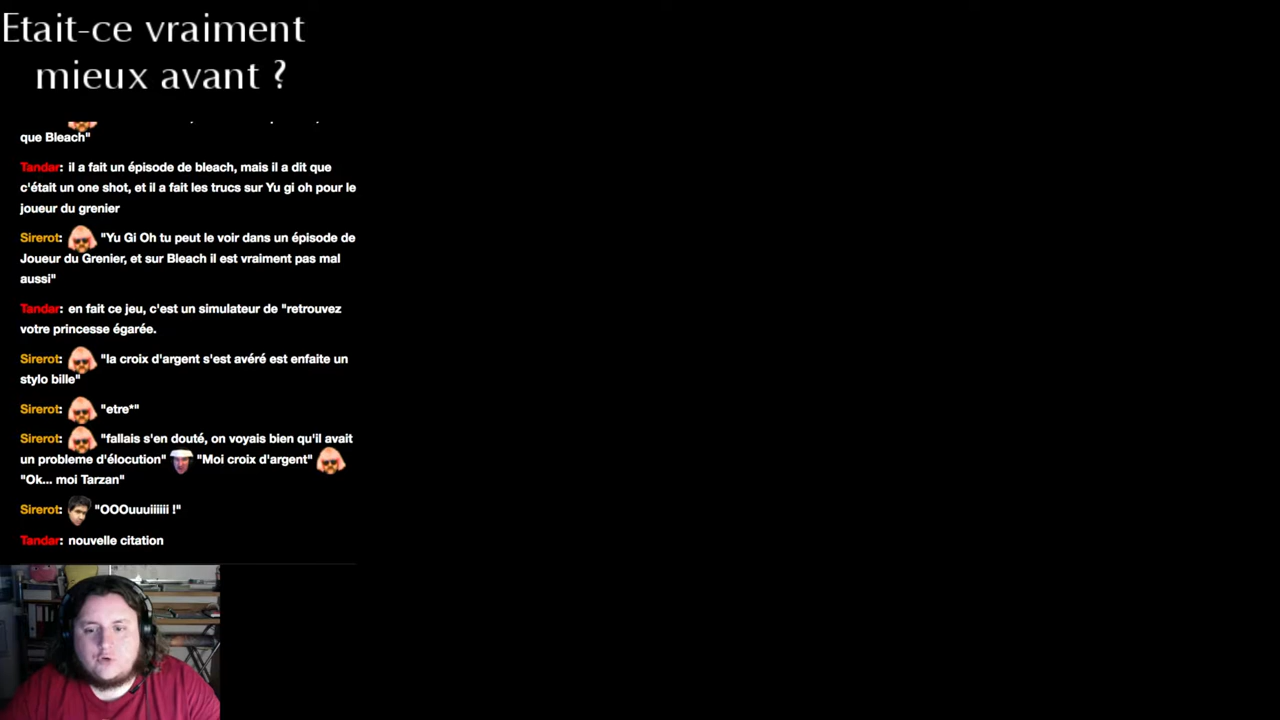 Etait-ce vraiment
mieux avant ?
que Bleach"
Tandar: il a fait un épisode de bleach, mais il a dit que
c'était un one shot, et il a fait les trucs sur Yu gi oh pour le
joueur du grenier
Sirerot: "Yu Gi Oh tu peut le voir dans un épisode de
Joueur du Grenier, et sur Bleach il est vraiment pas mal
aussi"
Tandar: en fait ce jeu, c'est un simulateur de "retrouvez
votre princesse égarée.
Sirerot: "la croix d'argent s'est avéré est enfaite un
stylo bille"
Sirerot: "etre*"
Sirerot: "fallais s'en douté, on voyais bien qu'il avait
un probleme d'élocution" "Moi croix d'argent"
"Ok... moi Tarzan"
Sirerot: "OOOuuuiiiiii !"
Tandar: nouvelle citation